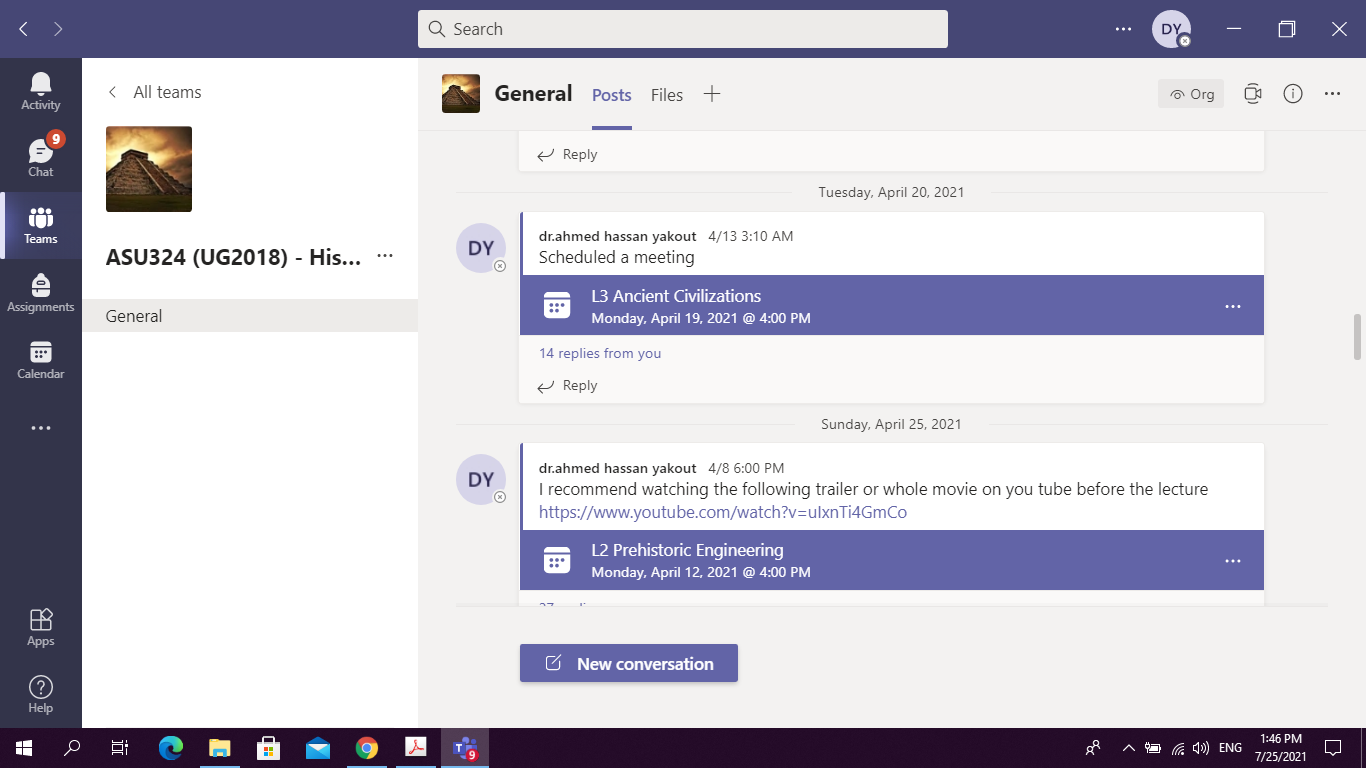 Search
DY
Activity
9
Chat
Teams
Assignments
Calendar
Apps
Help
All teams
ASU324 (UG2018) - His...
General
General
Posts
Files
Org
Reply
Tuesday, April 20, 2021
DY
dr.ahmed hassan yakout 4/13 3:10 AM
Scheduled a meeting
L3 Ancient Civilizations
Monday, April 19, 2021 @ 4:00 PM
14 replies from you
Reply
Sunday, April 25, 2021
DY
dr.ahmed hassan yakout 4/8 6:00 PM
I recommend watching the following trailer or whole movie on you tube before the lecture
https://www.youtube.com/watch?v=uIxnTi4GmCo
L2 Prehistoric Engineering
Monday, April 12, 2021 @ 4:00 PM
New conversation
9
ENG
1:46 PM
7/25/2021